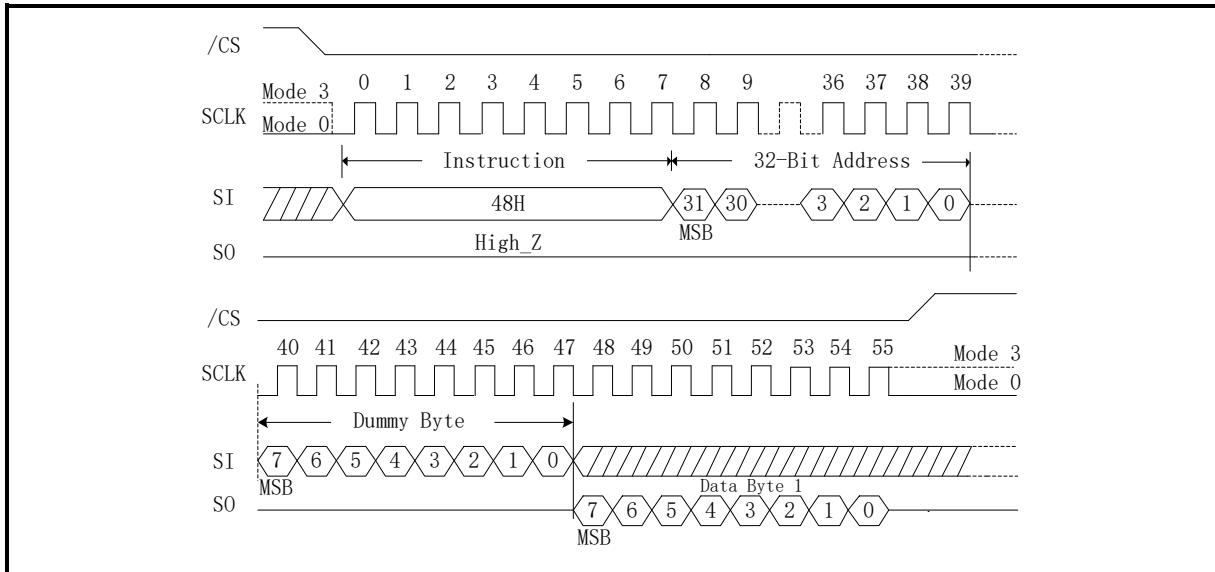 /CS
Mode 3 0 1 2 3 4 5 6 7 8 9 36 37 38 39
SCLK Mode 0
Instruction 32-Bit Address
SI 48H 31 30 3 2 1 0
MSB
High_Z
SO
/CS
40 41 42 43 44 45 46 47 48 49 50 51 52 53 54 55 Mode 3
SCLK Mode 0
Dummy Byte
SI 7 6 5 4 3 2 1 0
MSB Data Byte 1
SO 7 6 5 4 3 2 1 0
MSB